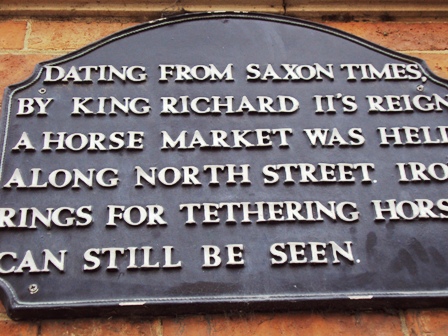 DATING FROM SAXON TIMES,
BY KING RICHARD II'S REIGN
A HORSE MARKET WAS HEL
ALONG NORTH STREET. IRO
RINGS FOR TETHERING HORS
CAN STILL BE SEEN.